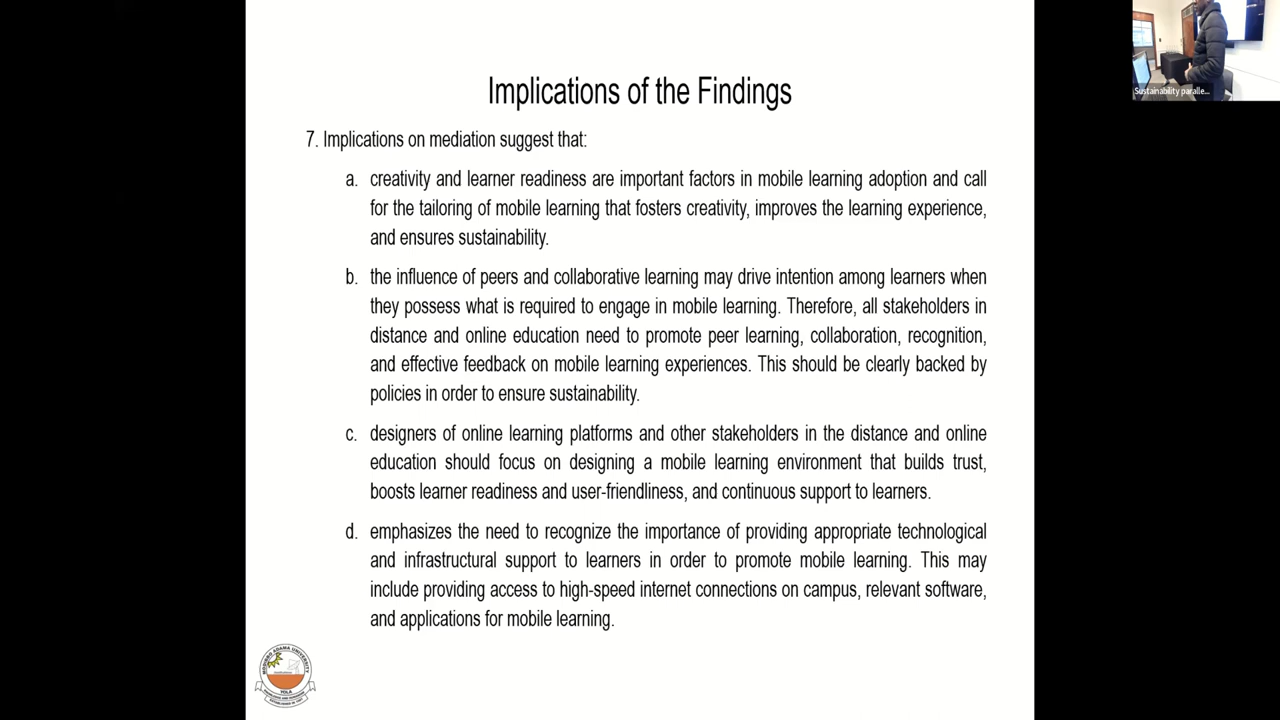 Implications of the Findings
7. Implications on mediation suggest that:
a. creativity and learner readiness are important factors in mobile learning adoption and call
for the tailoring of mobile learning that fosters creativity, improves the learning experience,
and ensures sustainability.
b. the influence of peers and collaborative learning may drive intention among learners when
they possess what is required to engage in mobile learning. Therefore, all stakeholders in
distance and online education need to promote peer learning, collaboration, recognition,
and effective feedback on mobile learning experiences. This should be clearly backed by
policies in order to ensure sustainability.
c. designers of online learning platforms and other stakeholders in the distance and online
education should focus on designing a mobile learning environment that builds trust,
boosts learner readiness and user-friendliness, and continuous support to learners.
d. emphasizes the need to recognize the importance of providing appropriate technological
and infrastructural support to learners in order to promote mobile learning. This may
include providing access to high-speed internet connections on campus, relevant software,
and applications for mobile learning.
Sustainability paralle...
ADAMA UNIVERSITY
YOLA